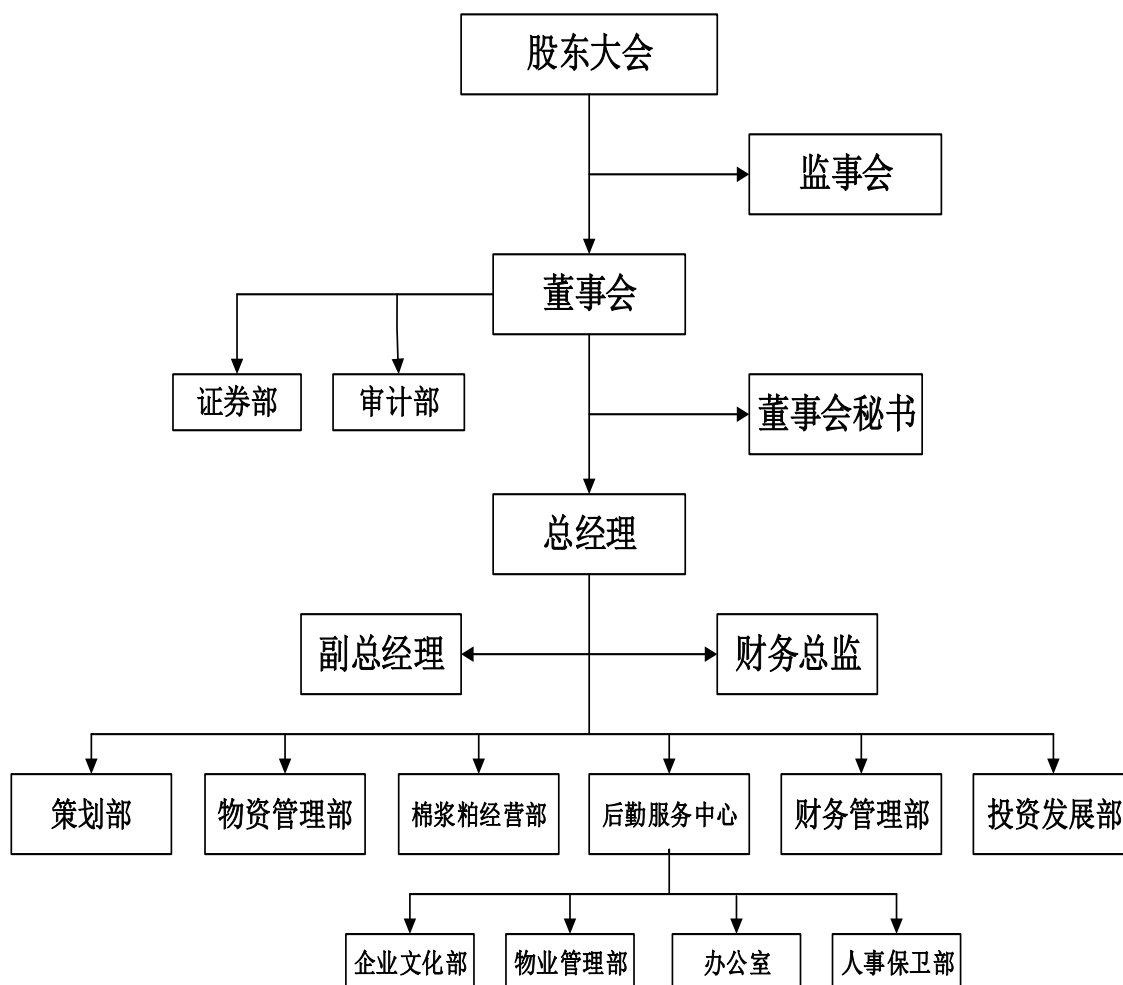 股东大会
监事会
董事会
证券部
审计部
董事会秘书
总经理
副总经理
财务总监
策划部
物资管理部
棉浆粕经营部
后勤服务中心
财务管理部
投资发展部
企业文化部
物业管理部
办公室
人事保卫部